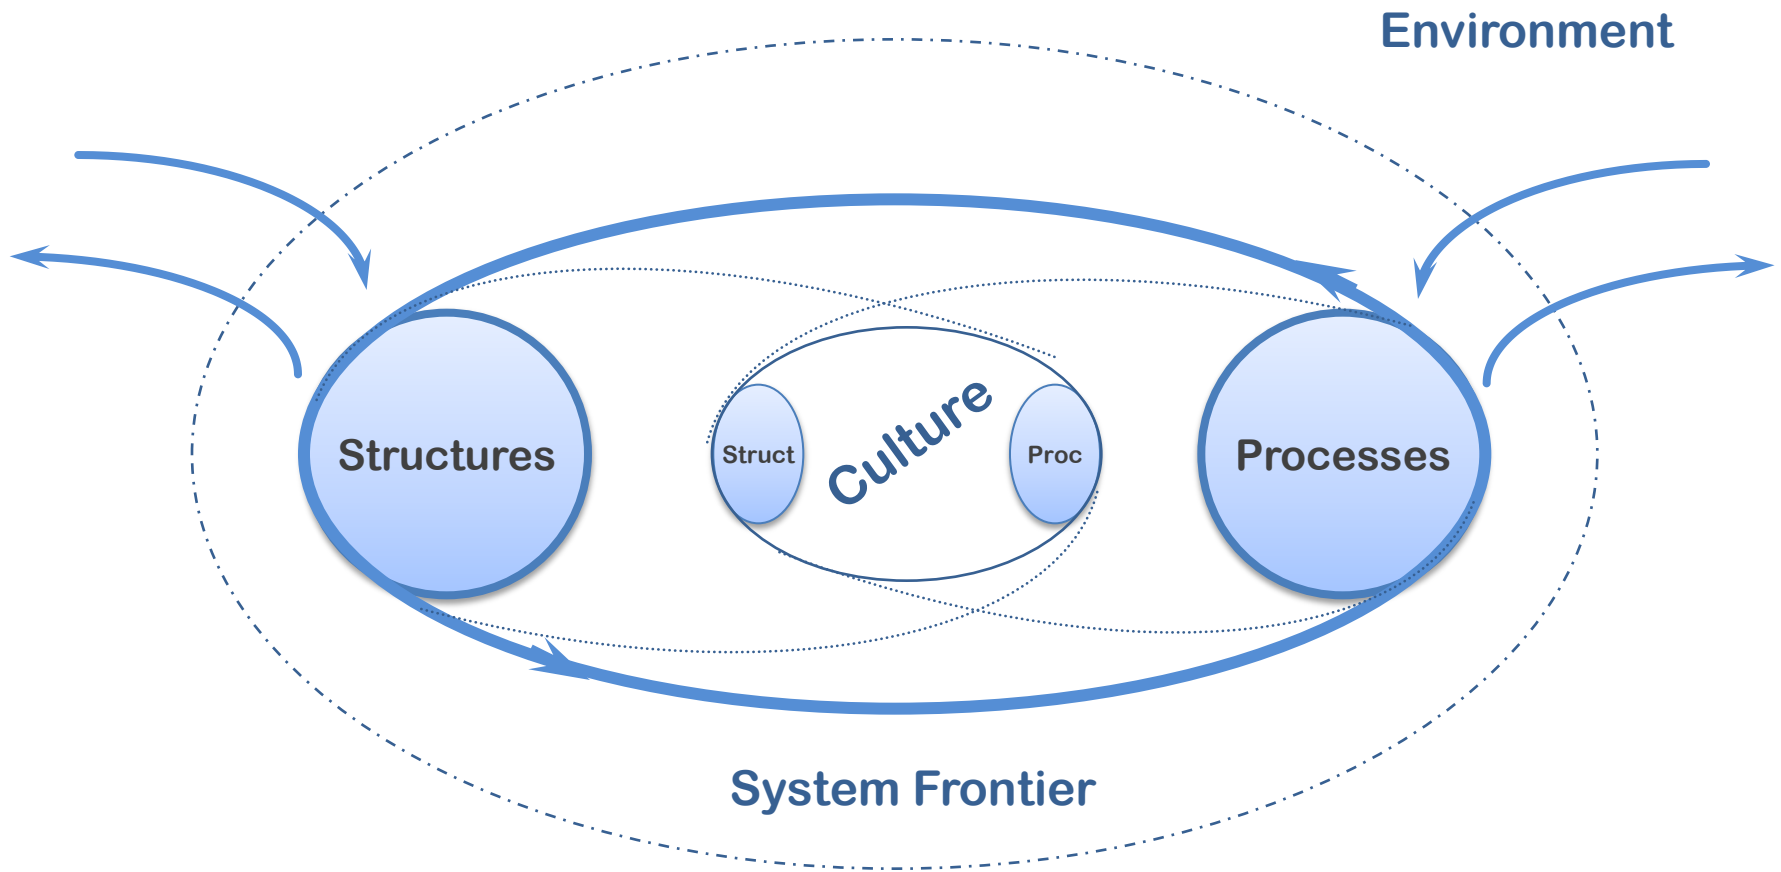 Environment
Structures
Struct
Culture
Proc
Processes
System Frontier